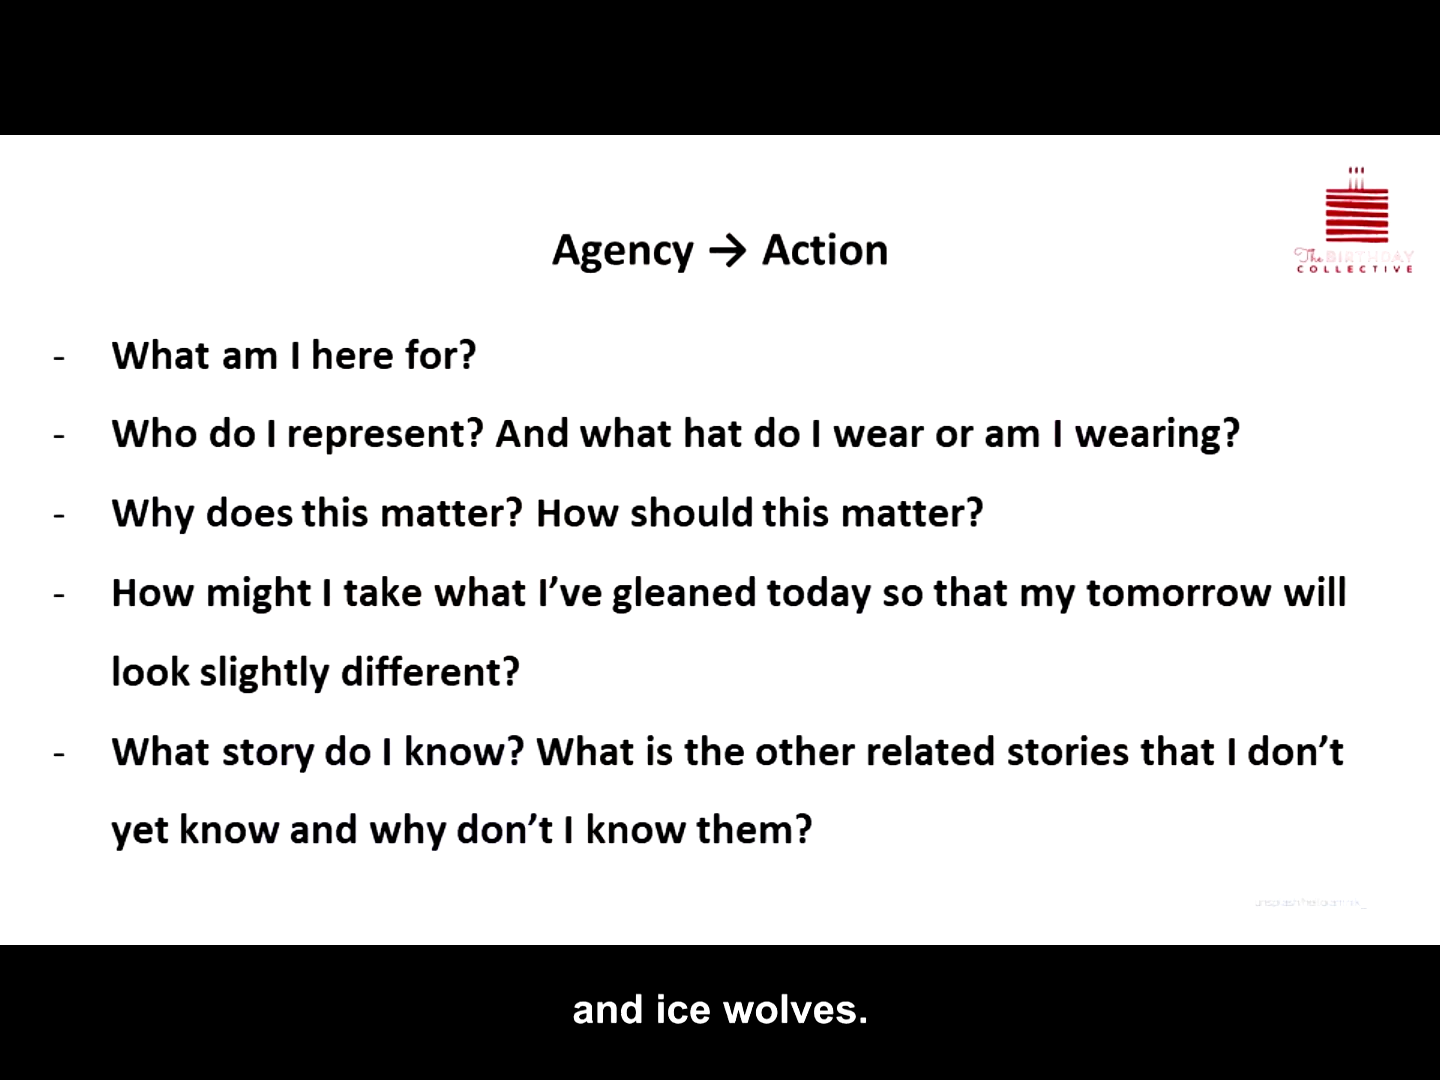 The BIRTHDAY
COLLECTIVE
Agency → Action
- What am I here for?
- Who do I represent? And what hat do I wear or am I wearing?
- Why does this matter? How should this matter?
- How might I take what I’ve gleaned today so that my tomorrow will
look slightly different?
- What story do I know? What is the other related stories that I don’t
yet know and why don’t I know them?
and ice wolves.